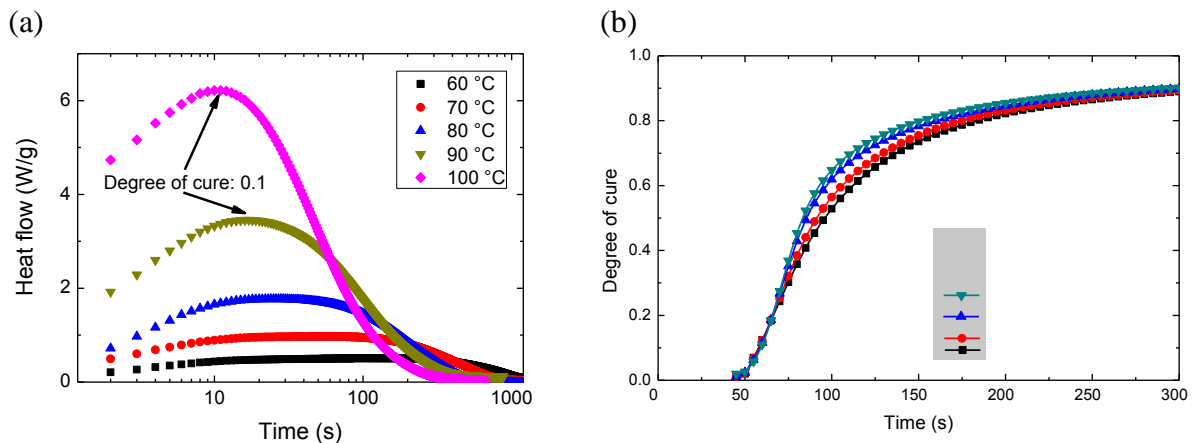 (a)
Heat flow (W/g)
6
4
2
0
10
100
1000
Time (s)
60 °C
70 °C
80 °C
90 °C
100 °C
Degree of cure: 0.1
(b)
Degree of cure
1.0
0.8
0.6
0.4
0.2
0.0
0
50
100
150
200
250
300
Time (s)